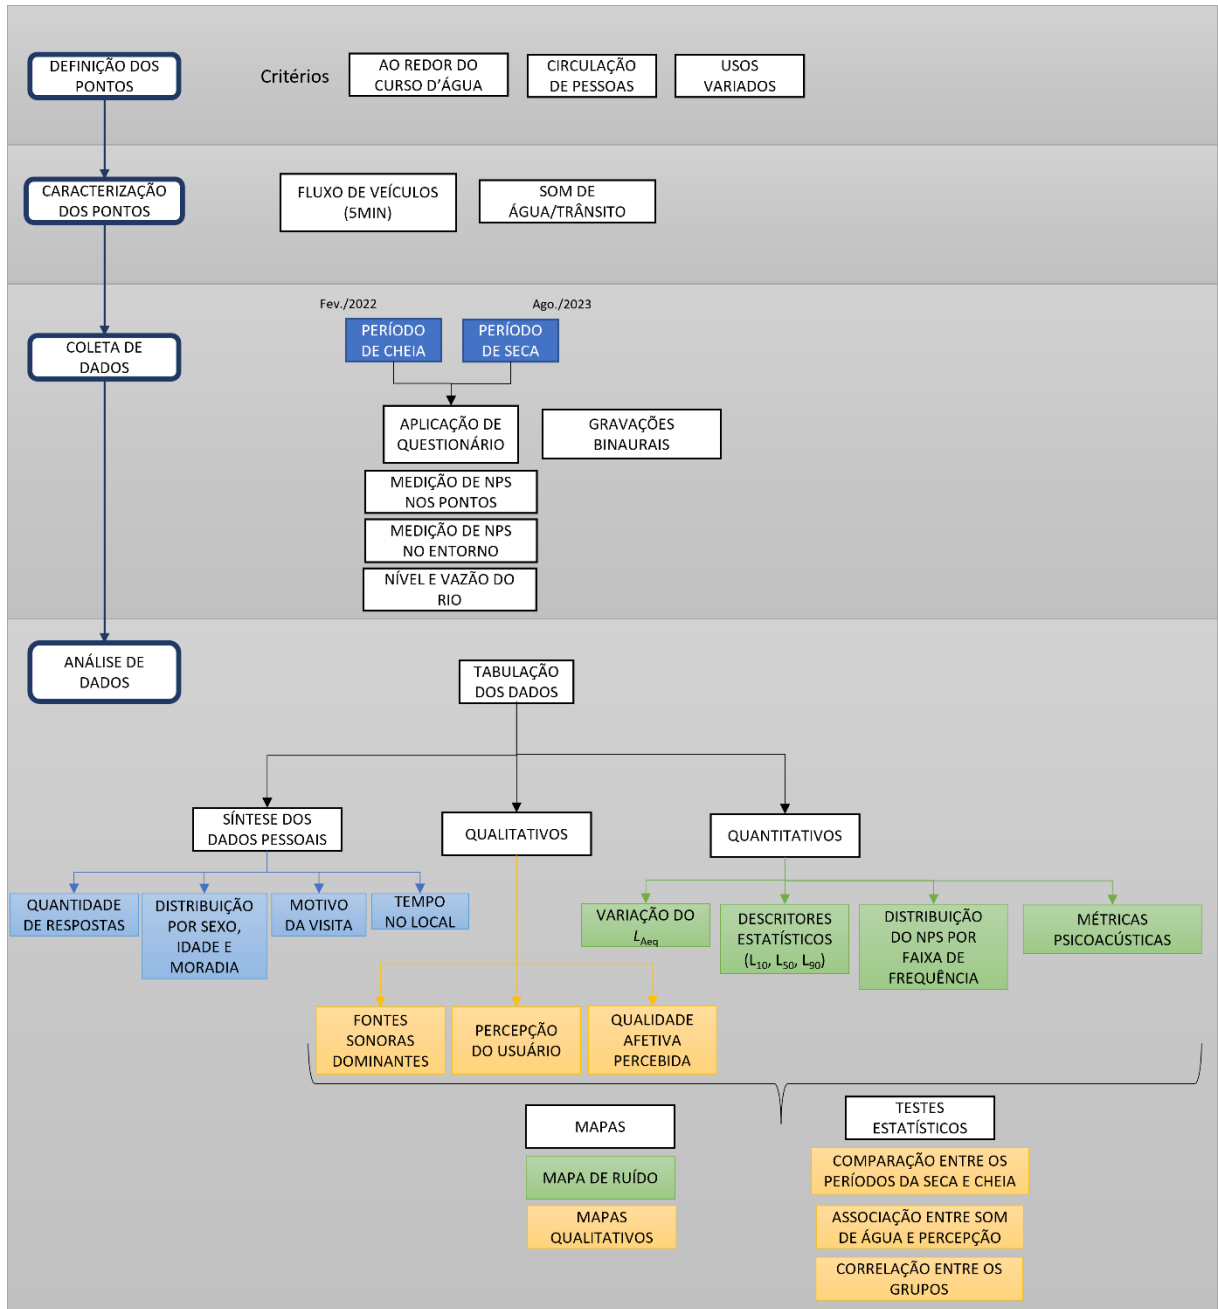 DEFINIÇÃO DOS
PONTOS
Critérios
AO REDOR DO
CURSO D'ÁGUA
CIRCULAÇÃO
DE PESSOAS
USOS
VARIADOS
CARACTERIZAÇÃO
DOS PONTOS
FLUXO DE VEÍCULOS
(5MIN)
SOM DE
ÁGUA/TRÂNSITO
COLETA DE
DADOS
Fev./2022
Ago./2023
PERÍODO
DE CHEIA
PERÍODO
DE SECA
APLICAÇÃO DE
QUESTIONÁRIO
GRAVAÇÕES
BINAURAIS
MEDIÇÃO DE NPS
NOS PONTOS
MEDIÇÃO DE NPS
NO ENTORNO
NÍVEL E VAZÃO DO
RIO
ANÁLISE DE
DADOS
TABULAÇÃO
DOS DADOS
SÍNTESE DOS
DADOS PESSOAIS
QUALITATIVOS
QUANTITATIVOS
QUANTIDADE
DE RESPOSTAS
DISTRIBUIÇÃO
POR SEXO,
IDADE E
MORADIA
MOTIVO
DA VISITA
TEMPO
NO LOCAL
VARIAÇÃO DO
LAeq
DESCRITORES
ESTATÍSTICOS
(L10, L50, L90)
DISTRIBUIÇÃO
DO NPS POR
FAIXA DE
FREQUÊNCIA
MÉTRICAS
PSICOACÚSTICAS
FONTES
SONORAS
DOMINANTES
PERCEPÇÃO
DO USUÁRIO
QUALIDADE
AFETIVA
PERCEBIDA
MAPAS
MAPA DE RUÍDO
MAPAS
QUALITATIVOS
TESTES
ESTATÍSTICOS
COMPARAÇÃO ENTRE OS
PERÍODOS DA SECA E CHEIA
ASSOCIAÇÃO ENTRE SOM
DE ÁGUA E PERCEPÇÃO
CORRELAÇÃO ENTRE OS
GRUPOS